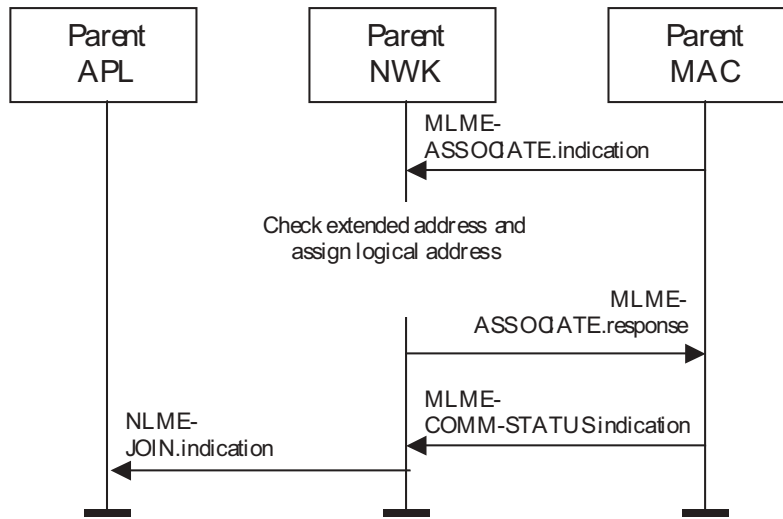 Parent
APL
Parent
NWK
Parent
MAC
MLME-
ASSOCIATE.indication
Check extended address and
assign logical address
MLME-
ASSOCIATE.response
MLME-
COMM-STATUS indication
NLME-
JOIN.indication